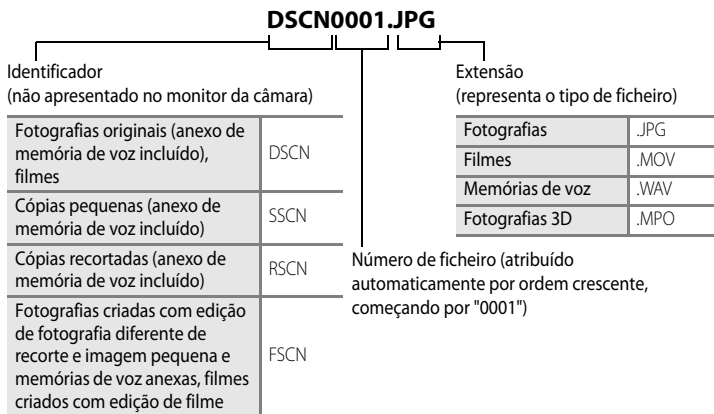 DSCN0001.JPG
Identificador
(não apresentado no monitor da câmara)
Fotografias originais (anexo de
memória de voz incluído),
filmes
DSCN
Cópias pequenas (anexo de
memória de voz incluído)
SSCN
Cópias recortadas (anexo de
memória de voz incluído)
RSCN
Fotografias criadas com edição
de fotografia diferente de
recorte e imagem pequena e
memórias de voz anexas, filmes
criados com edição de filme
FSCN
Extensão
(representa o tipo de ficheiro)
Fotografias .JPG
Filmes .MOV
Memórias de voz .WAV
Fotografias 3D .MPO
Número de ficheiro (atribuído
automaticamente por ordem crescente,
começando por "0001")